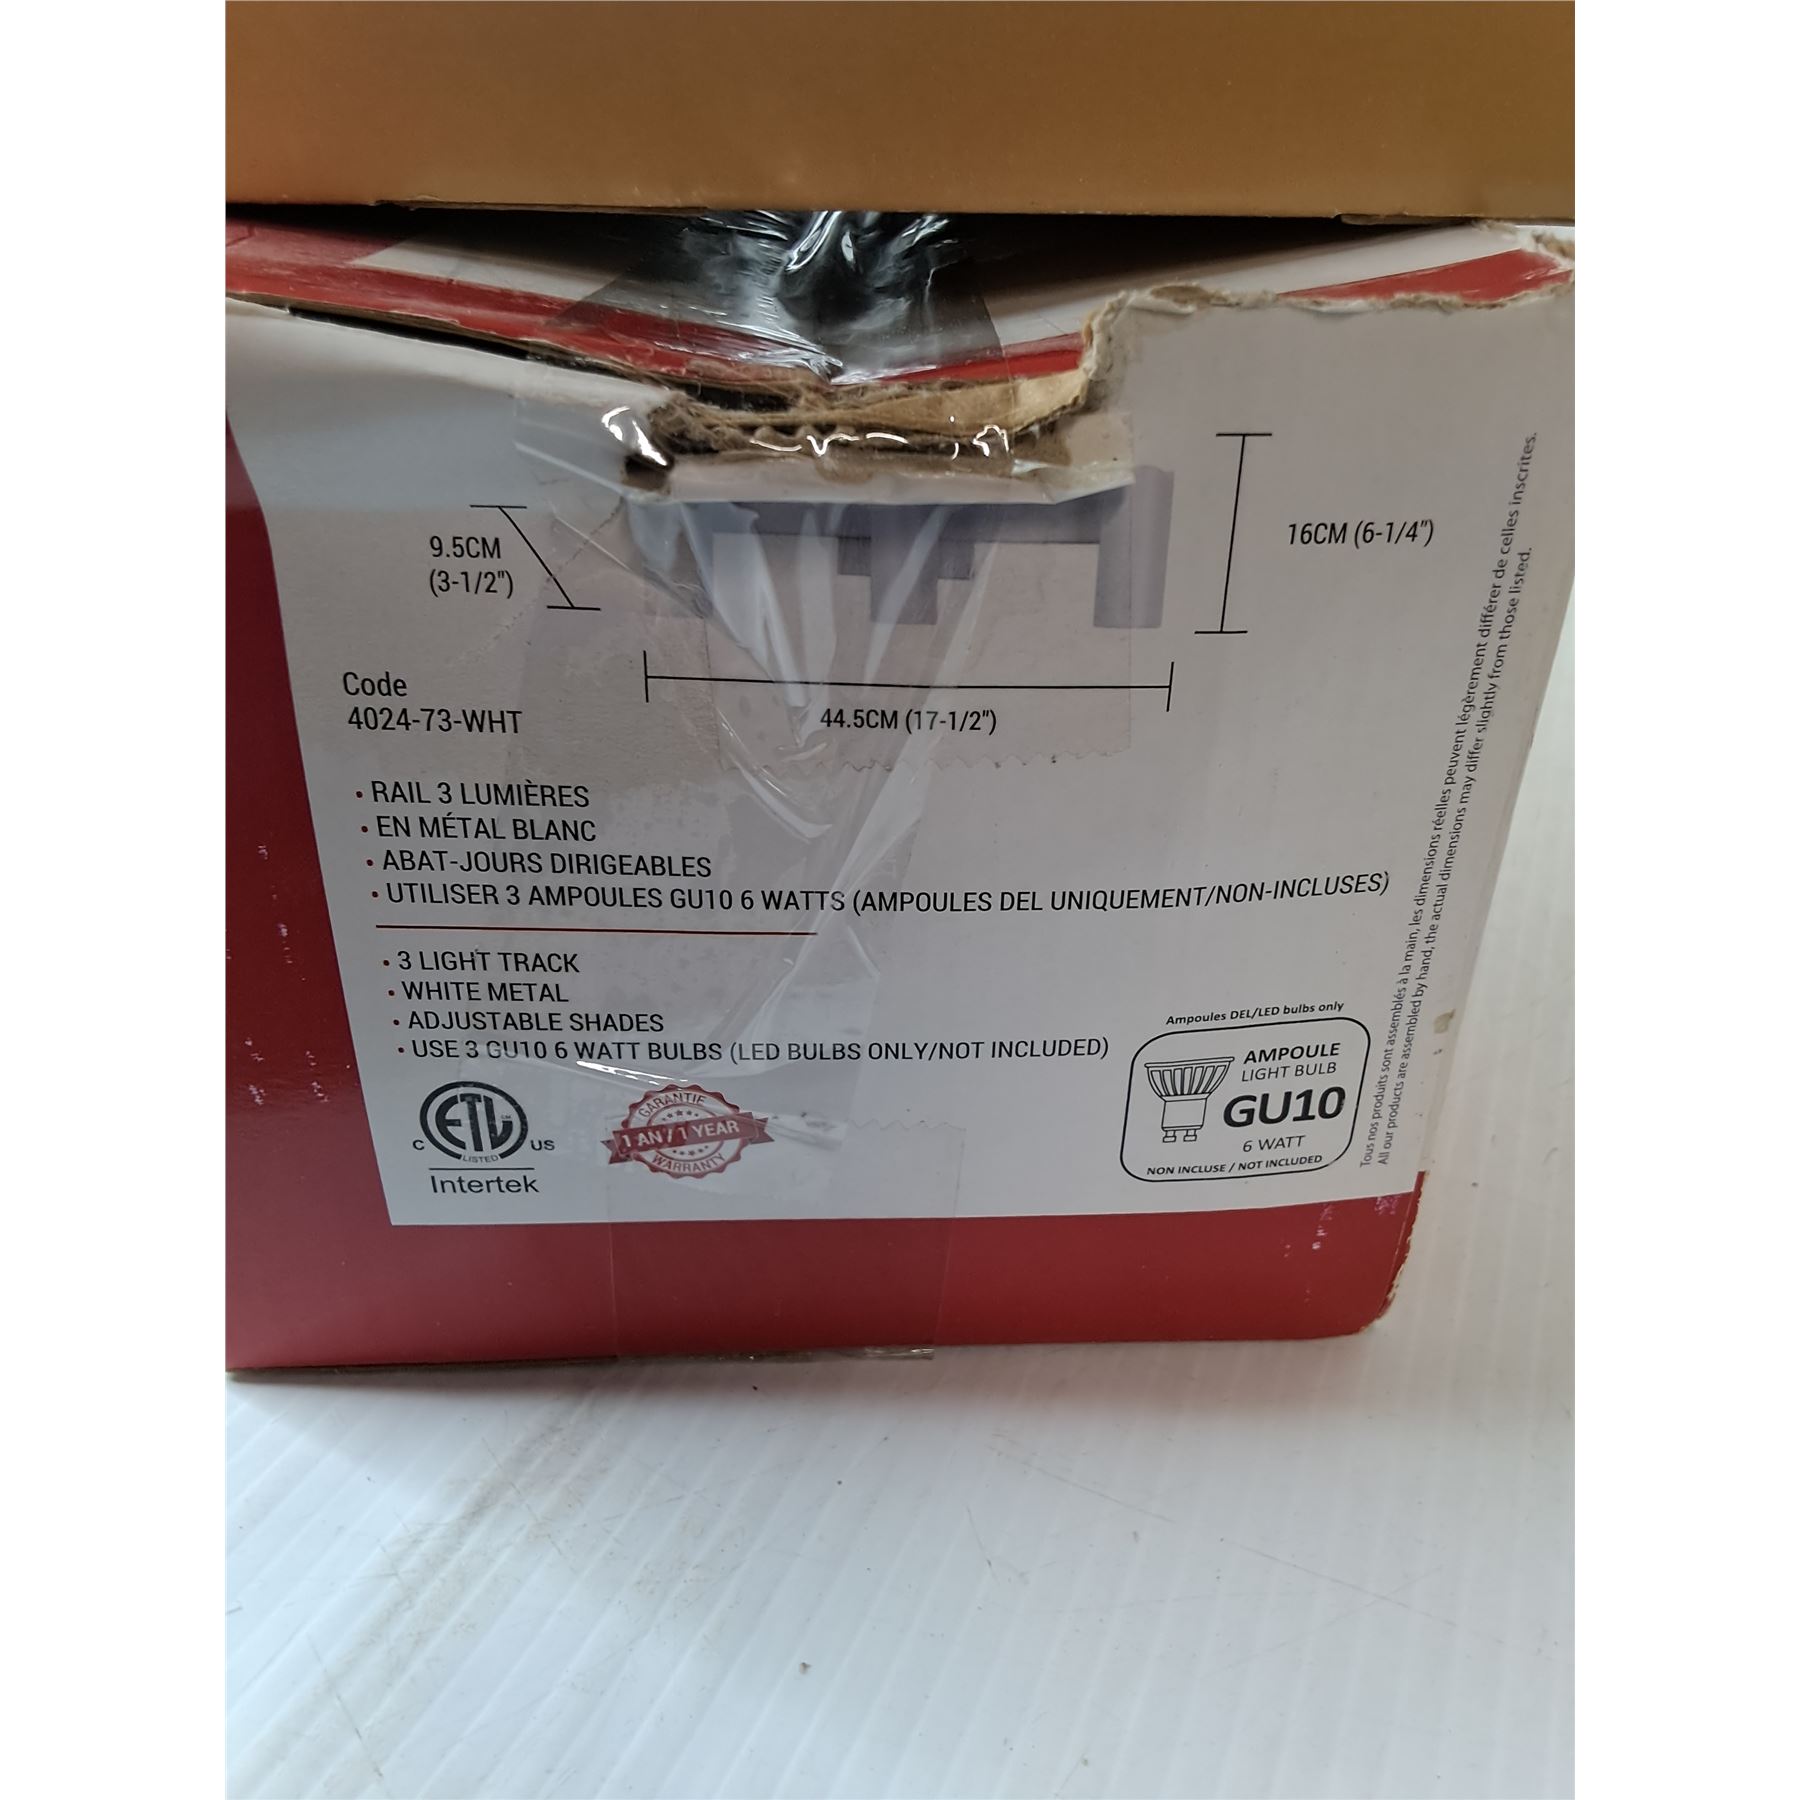 9.5CM
(3-1/2")
16CM (6-1/4")
44.5CM (17-1/2")
Code
4024-73-WHT
• RAIL 3 LUMIÈRES
• EN MÉTAL BLANC
• ABAT-JOURS DIRIGEABLES
• UTILISER 3 AMPOULES GU10 6 WATTS (AMPOULES DEL UNIQUEMENT/NON-INCLUSES)
• 3 LIGHT TRACK
• WHITE METAL
• ADJUSTABLE SHADES
• USE 3 GU10 6 WATT BULBS (LED BULBS ONLY/NOT INCLUDED)
C ETL US
LISTED
Intertek
GARANTIE
1 AN / 1 YEAR
WARRANTY
Ampoules DEL/LED bulbs only
AMPOULE
LIGHT BULB
GU10
6 WATT
NON INCLUSE / NOT INCLUDED
Tous nos produits sont assemblés à la main, les dimensions réelles peuvent légèrement différer de celles inscrites.
All our products are assembled by hand, the actual dimensions may differ slightly from those listed.